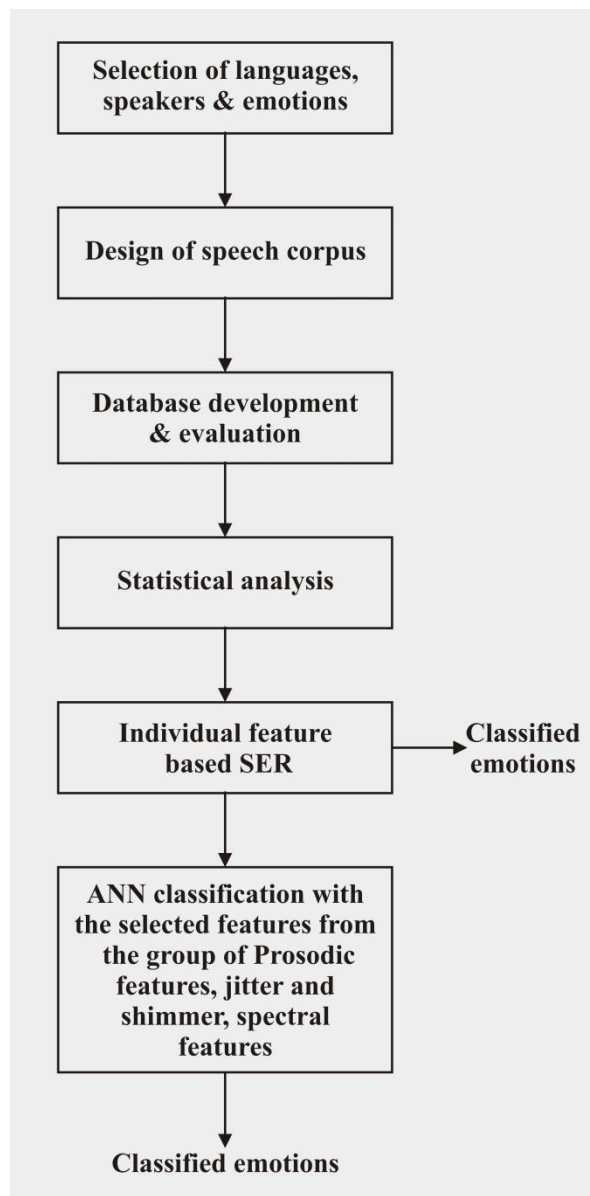 Selection of languages,
speakers & emotions
Design of speech corpus
Database development
& evaluation
Statistical analysis
Individual feature
based SER
Classified
emotions
ANN classification with
the selected features from
the group of Prosodic
features, jitter and
shimmer, spectral
features
Classified emotions